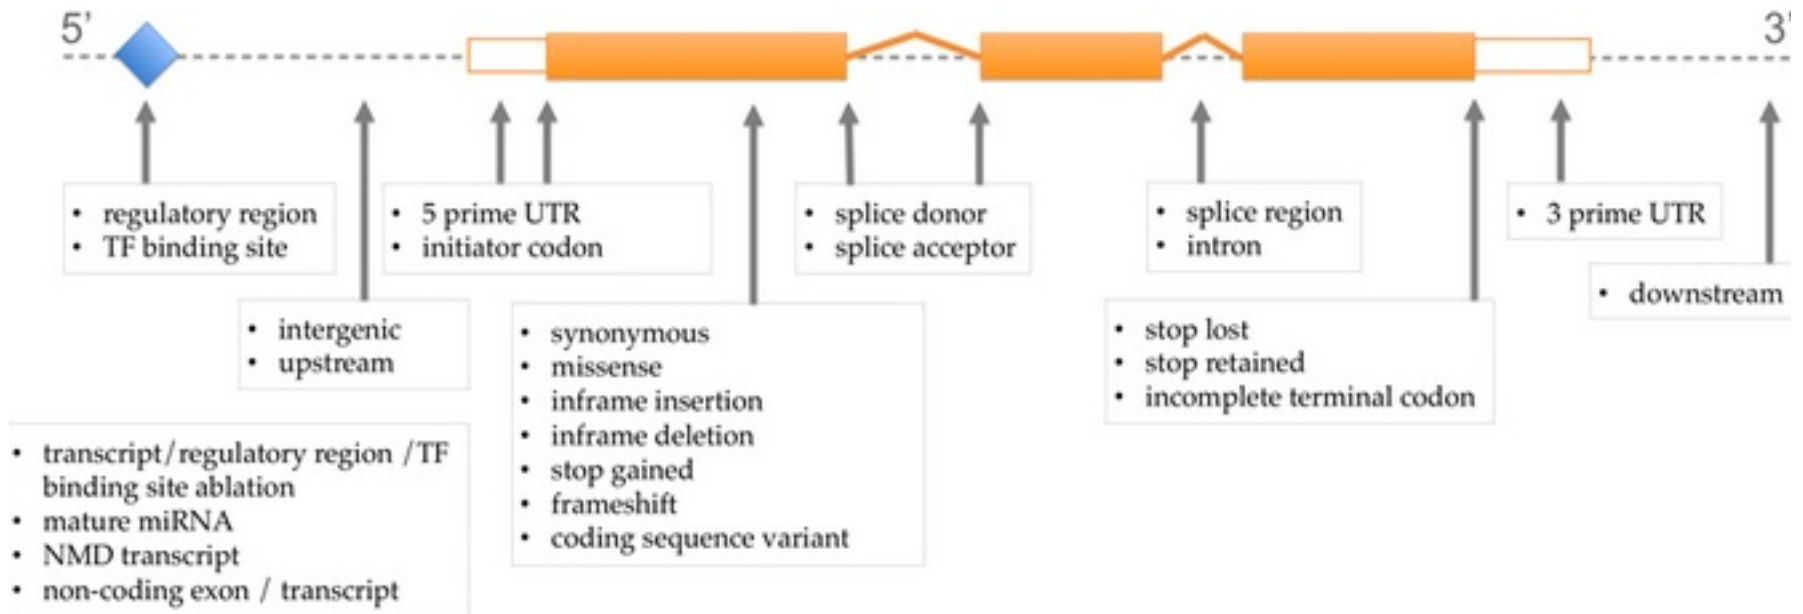 5’
3’
• regulatory region
• TF binding site
• 5 prime UTR
• initiator codon
• splice donor
• splice acceptor
• splice region
• intron
• 3 prime UTR
• downstream
• intergenic
• upstream
• synonymous
• missense
• inframe insertion
• inframe deletion
• stop gained
• frameshift
• coding sequence variant
• stop lost
• stop retained
• incomplete terminal codon
• transcript/regulatory region /TF
binding site ablation
• mature miRNA
• NMD transcript
• non-coding exon / transcript